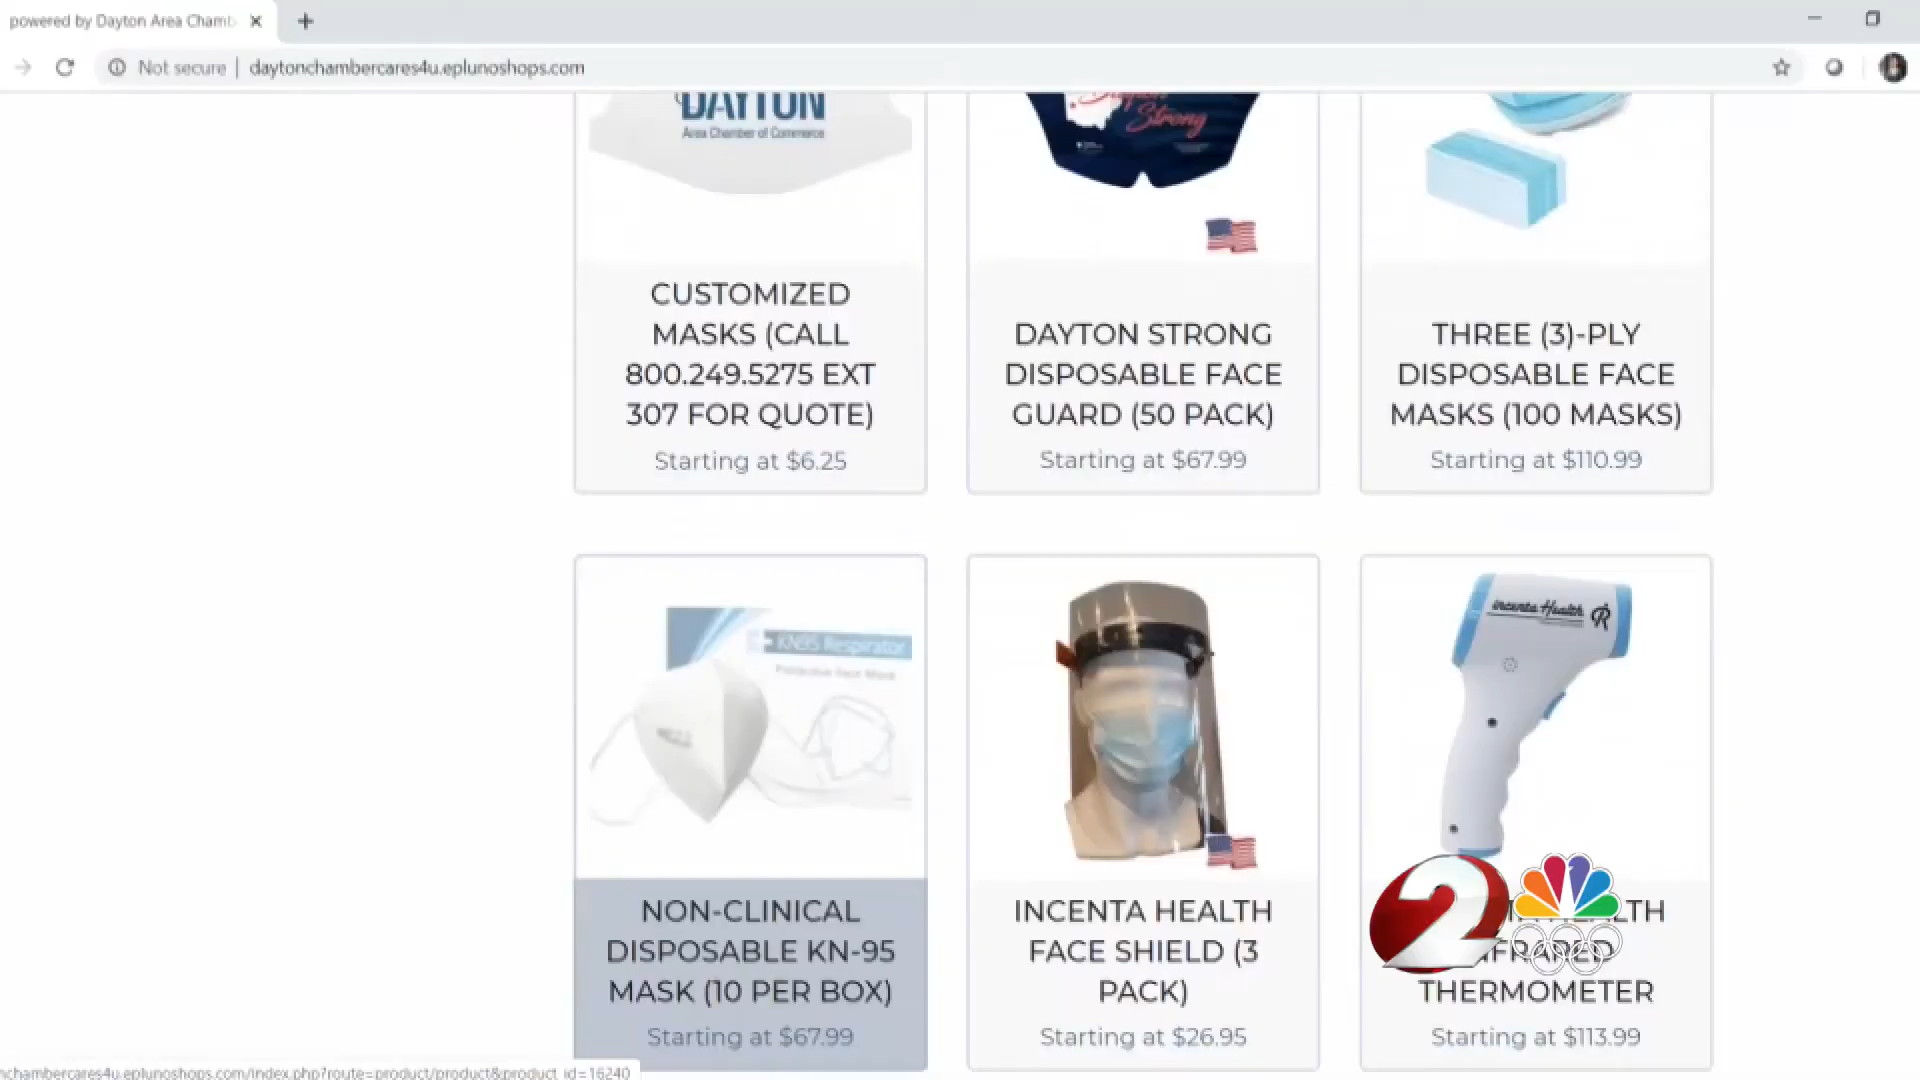 powered by Dayton Area Chamb
Not secure | daytonchambercares4u.eplunoshops.com
DAYTON
Area Chamber of Commerce
Dayton
Strong
CUSTOMIZED
MASKS (CALL
800.249.5275 EXT
307 FOR QUOTE)
Starting at $6.25
DAYTON STRONG
DISPOSABLE FACE
GUARD (50 PACK)
Starting at $67.99
THREE (3)-PLY
DISPOSABLE FACE
MASKS (100 MASKS)
Starting at $110.99
KN95 Respirator
Protective Face Mask
incenta Health R
NON-CLINICAL
DISPOSABLE KN-95
MASK (10 PER BOX)
Starting at $67.99
INCENTA HEALTH
FACE SHIELD (3
PACK)
Starting at $26.95
2
THERMOMETER
Starting at $113.99
nchambercares4u.eplunoshops.com/index.php?route=product/product&product_id=16240